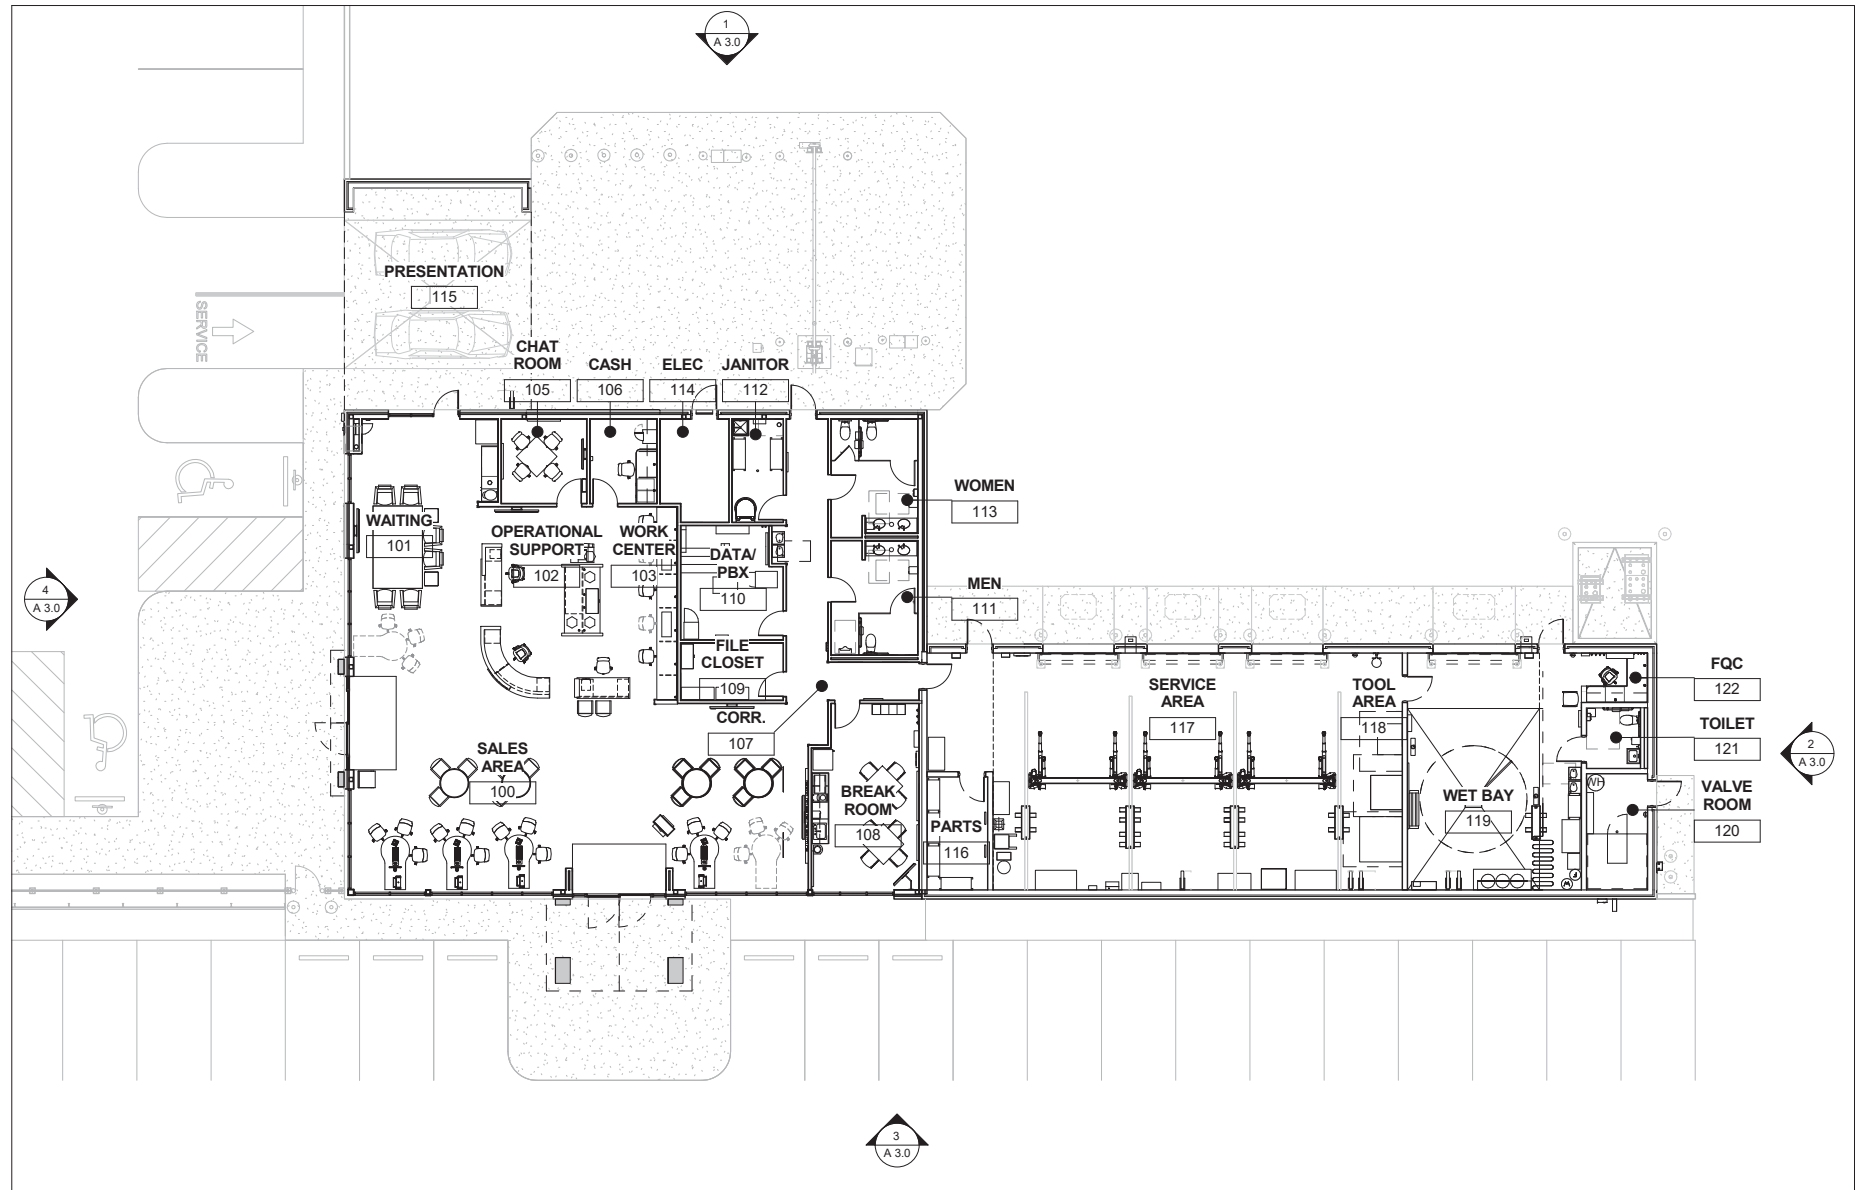 1
A 3.0
PRESENTATION
115
SERVICE
CHAT
ROOM
105
CASH
106
ELEC
114
JANITOR
112
WOMEN
113
WAITING
101
OPERATIONAL
SUPPORT
102
WORK
CENTER
103
DATA/
PBX
110
MEN
111
4
A 3.0
FILE
CLOSET
109
CORR.
107
SERVICE
AREA
117
TOOL
AREA
118
FQC
122
TOILET
121
2
A 3.0
SALES
AREA
100
BREAK
ROOM
108
PARTS
116
WET BAY
119
WH
VALVE
ROOM
120
3
A 3.0